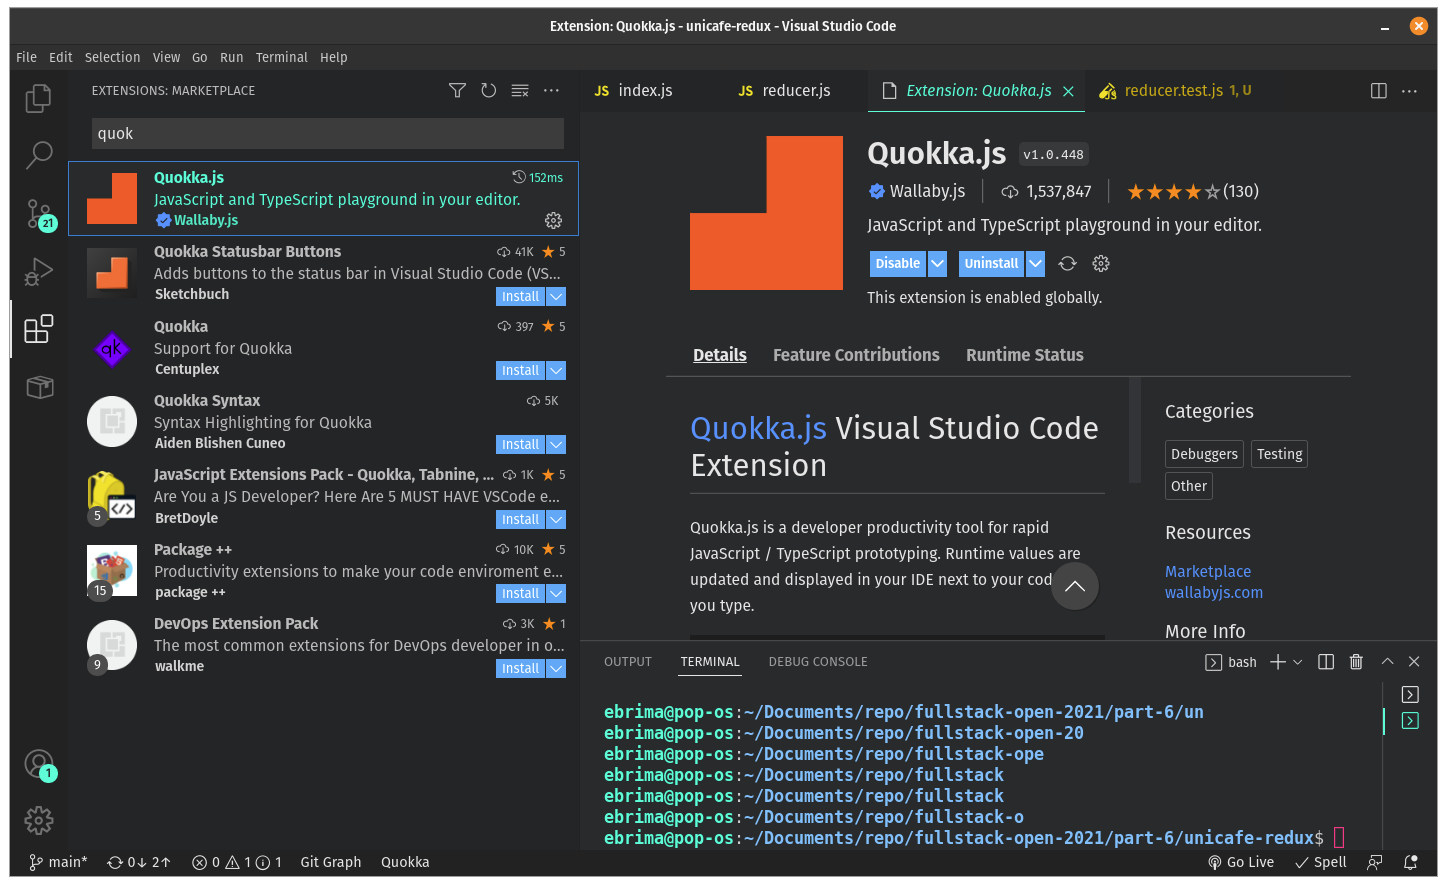 Extension: Quokka.js - unicafe-redux - Visual Studio Code
File Edit Selection View Go Run Terminal Help
EXTENSIONS: MARKETPLACE
quok
Quokka.js 152ms
JavaScript and TypeScript playground in your editor.
Wallaby.js
Quokka Statusbar Buttons 41K 5
Adds buttons to the status bar in Visual Studio Code (VS...
Sketchbuch Install
Quokka 397 5
Support for Quokka
Centuplex Install
Quokka Syntax 5K
Syntax Highlighting for Quokka
Aiden Blishen Cuneo Install
JavaScript Extensions Pack - Quokka, Tabnine, ... 1K 5
Are You a JS Developer? Here Are 5 MUST HAVE VSCode e...
5 BretDoyle Install
Package ++ 10K 5
Productivity extensions to make your code enviroment e...
15 package ++ Install
DevOps Extension Pack 3K 1
The most common extensions for DevOps developer in o...
9 walkme Install
21
1
qk
JS index.js JS reducer.js Extension: Quokka.js reducer.test.js 1, U
Quokka.js v1.0.448
Wallaby.js 1,537,847 (130)
JavaScript and TypeScript playground in your editor.
Disable Uninstall
This extension is enabled globally.
Details Feature Contributions Runtime Status
Quokka.js Visual Studio Code
Extension
Quokka.js is a developer productivity tool for rapid
JavaScript / TypeScript prototyping. Runtime values are
updated and displayed in your IDE next to your cod
you type.
Categories
Debuggers Testing
Other
Resources
Marketplace
wallabyjs.com
More Info
OUTPUT TERMINAL DEBUG CONSOLE bash
ebrima@pop-os:~/Documents/repo/fullstack-open-2021/part-6/un
ebrima@pop-os:~/Documents/repo/fullstack-open-20
ebrima@pop-os:~/Documents/repo/fullstack-ope
ebrima@pop-os:~/Documents/repo/fullstack
ebrima@pop-os:~/Documents/repo/fullstack
ebrima@pop-os:~/Documents/repo/fullstack-o
ebrima@pop-os:~/Documents/repo/fullstack-open-2021/part-6/unicafe-redux$
main* 0↓ 2↑ 0 1 1 Git Graph Quokka Go Live Spell